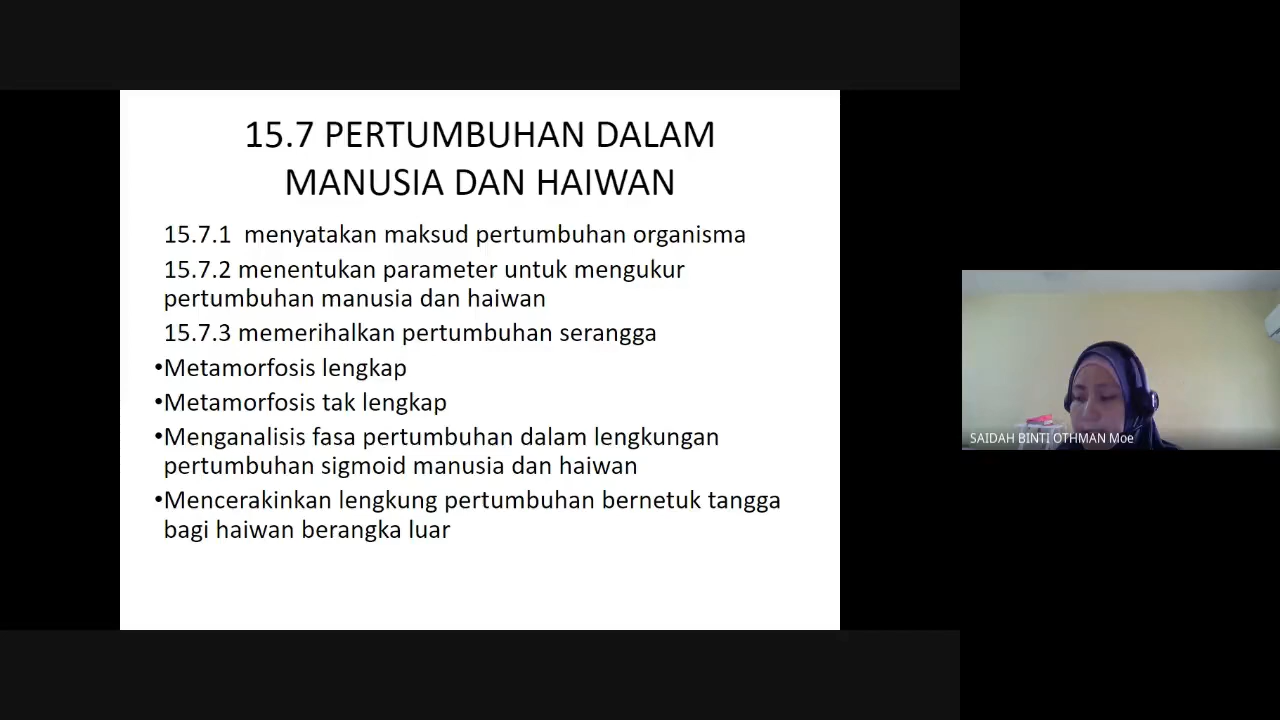 15.7 PERTUMBUHAN DALAM
MANUSIA DAN HAIWAN
15.7.1 menyatakan maksud pertumbuhan organisma
15.7.2 menentukan parameter untuk mengukur
pertumbuhan manusia dan haiwan
15.7.3 memerihalkan pertumbuhan serangga
•Metamorfosis lengkap
•Metamorfosis tak lengkap
•Menganalisis fasa pertumbuhan dalam lengkungan
pertumbuhan sigmoid manusia dan haiwan
•Mencerakinkan lengkung pertumbuhan bernetuk tangga
bagi haiwan berangka luar
SAIDAH BINTI OTHMAN Moe